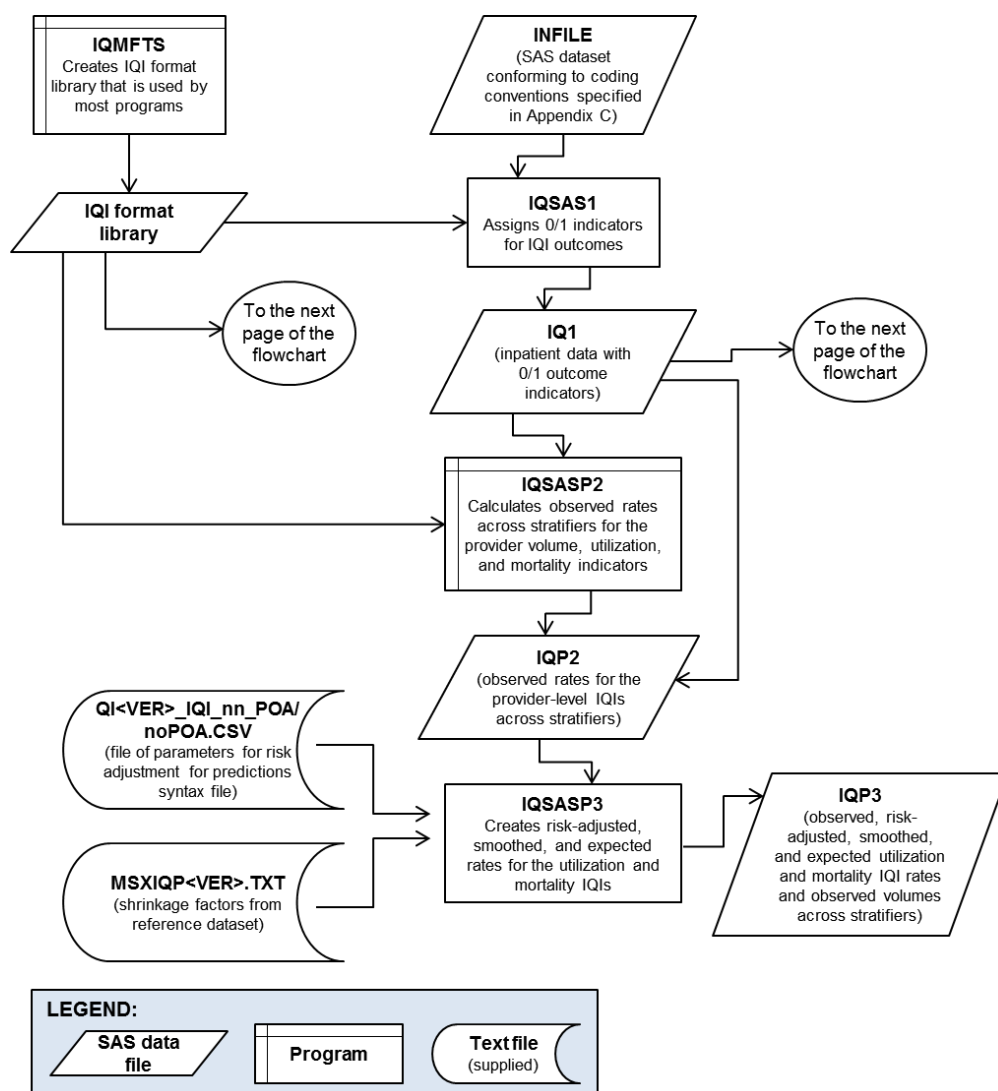 IQMFTS
Creates IQI format
library that is used by
most programs
INFILE
(SAS dataset
conforming to coding
conventions specified
in Appendix C)
IQI format
library
IQSAS1
Assigns 0/1 indicators
for IQI outcomes
To the next
page of the
flowchart
IQ1
(inpatient data with
0/1 outcome
indicators)
To the next
page of the
flowchart
IQSASP2
Calculates observed rates
across stratifiers for the
provider volume, utilization,
and mortality indicators
IQP2
(observed rates for the
provider-level IQIs
across stratifiers)
QI<VER>_IQI_nn_POA/
noPOA.CSV
(file of parameters for risk
adjustment for predictions
syntax file)
MSXIQP<VER>.TXT
(shrinkage factors from
reference dataset)
IQSASP3
Creates risk-adjusted,
smoothed, and expected
rates for the utilization and
mortality IQIs
IQP3
(observed, risk-
adjusted, smoothed,
and expected utilization
and mortality IQI rates
and observed volumes
across stratifiers)
LEGEND:
SAS data
file
Program
Text file
(supplied)